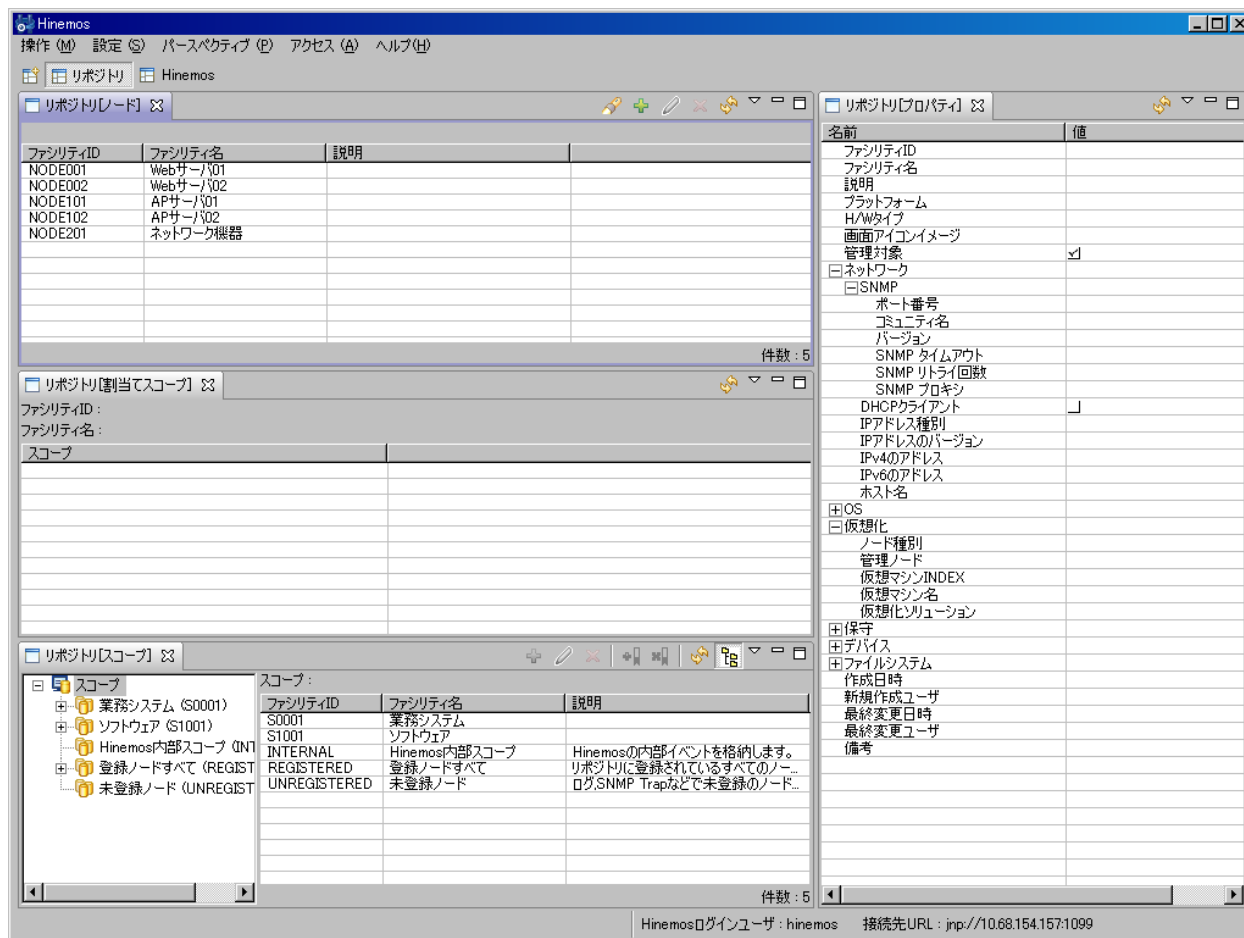 Hinemos
操作 (M) 設定 (S) パースペクティブ (P) アクセス (A) ヘルプ(H)
リポジトリ Hinemos
リポジトリ[ノード]
ファシリティID ファシリティ名 説明
NODE001 Webサーバ01
NODE002 Webサーバ02
NODE101 APサーバ01
NODE102 APサーバ02
NODE201 ネットワーク機器
件数 : 5
リポジトリ[割当てスコープ]
ファシリティID :
ファシリティ名 :
スコープ
リポジトリ[スコープ]
スコープ
業務システム (S0001)
ソフトウェア (S1001)
Hinemos内部スコープ (INT
登録ノードすべて (REGIST
未登録ノード (UNREGIST
スコープ :
ファシリティID ファシリティ名 説明
S0001 業務システム
S1001 ソフトウェア
INTERNAL Hinemos内部スコープ Hinemosの内部イベントを格納します。
REGISTERED 登録ノードすべて リポジトリに登録されているすべてのノー...
UNREGISTERED 未登録ノード ログ,SNMP Trapなどで未登録のノード...
件数 : 5
リポジトリ[プロパティ]
名前 値
ファシリティID
ファシリティ名
説明
プラットフォーム
H/Wタイプ
画面アイコンイメージ
管理対象
ネットワーク
SNMP
ポート番号
コミュニティ名
バージョン
SNMP タイムアウト
SNMP リトライ回数
SNMP プロキシ
DHCPクライアント
IPアドレス種別
IPアドレスのバージョン
IPv4のアドレス
IPv6のアドレス
ホスト名
OS
仮想化
ノード種別
管理ノード
仮想マシンINDEX
仮想マシン名
仮想化ソリューション
保守
デバイス
ファイルシステム
作成日時
新規作成ユーザ
最終変更日時
最終変更ユーザ
備考
Hinemosログインユーザ : hinemos 接続先URL : jnp://10.68.154.157:1099